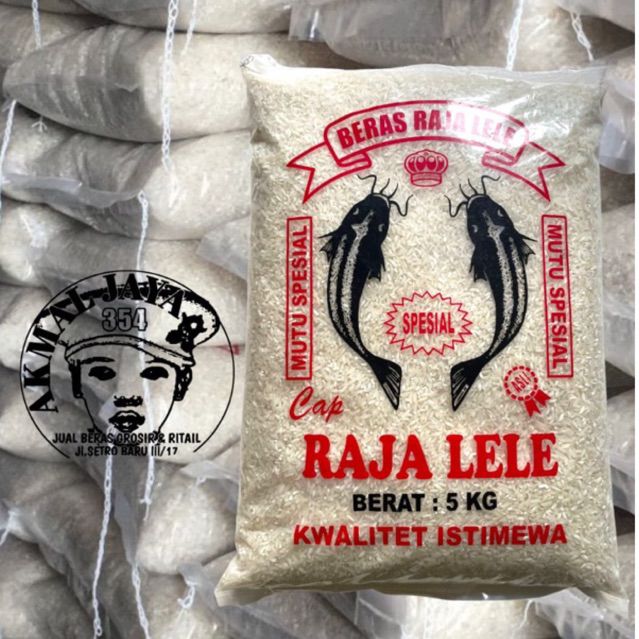 BERAS RAJA LELE
MUTU SPESIAL
SPESIAL
MUTU SPESIAL
ASLI
Cap
RAJA LELE
BERAT : 5 KG
KWALITET ISTIMEWA
AKMAL JAYA
354
JUAL BERAS GROSIR & RITAIL
Jl.SETRO BARU III/17